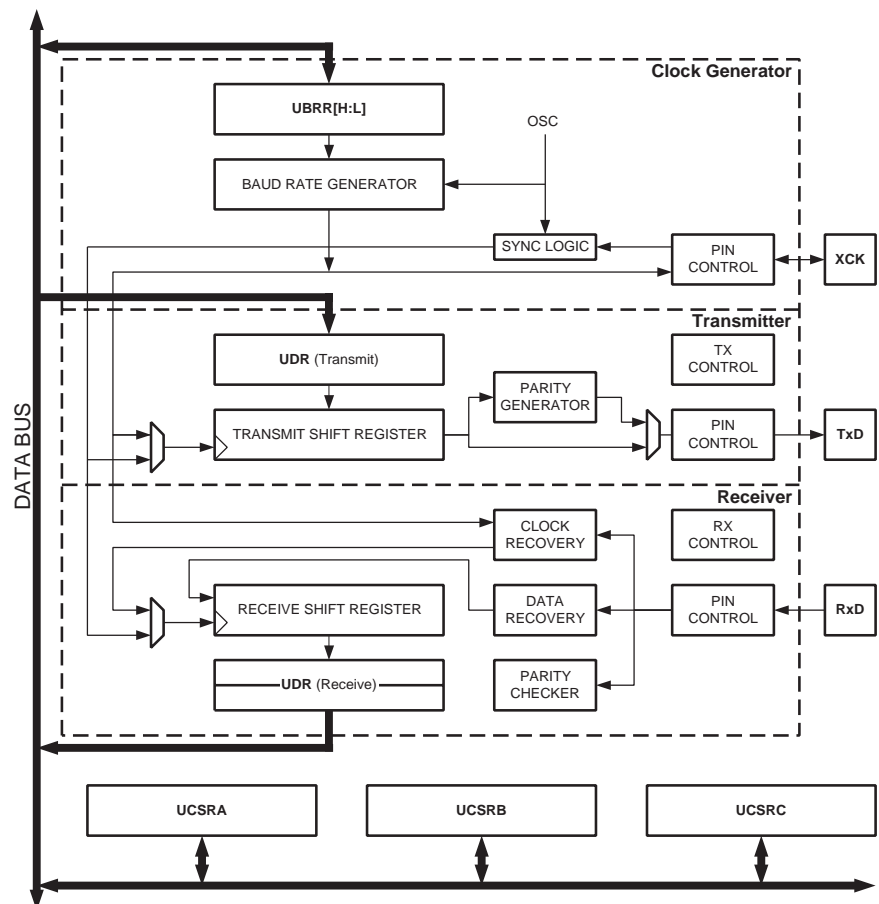 Clock Generator
UBRR[H:L]
OSC
BAUD RATE GENERATOR
SYNC LOGIC
PIN
CONTROL
XCK
Transmitter
UDR (Transmit)
TX
CONTROL
PARITY
GENERATOR
TRANSMIT SHIFT REGISTER
PIN
CONTROL
TxD
DATA BUS
Receiver
CLOCK
RECOVERY
RX
CONTROL
RECEIVE SHIFT REGISTER
DATA
RECOVERY
PIN
CONTROL
RxD
UDR (Receive)
PARITY
CHECKER
UCSRA
UCSRB
UCSRC